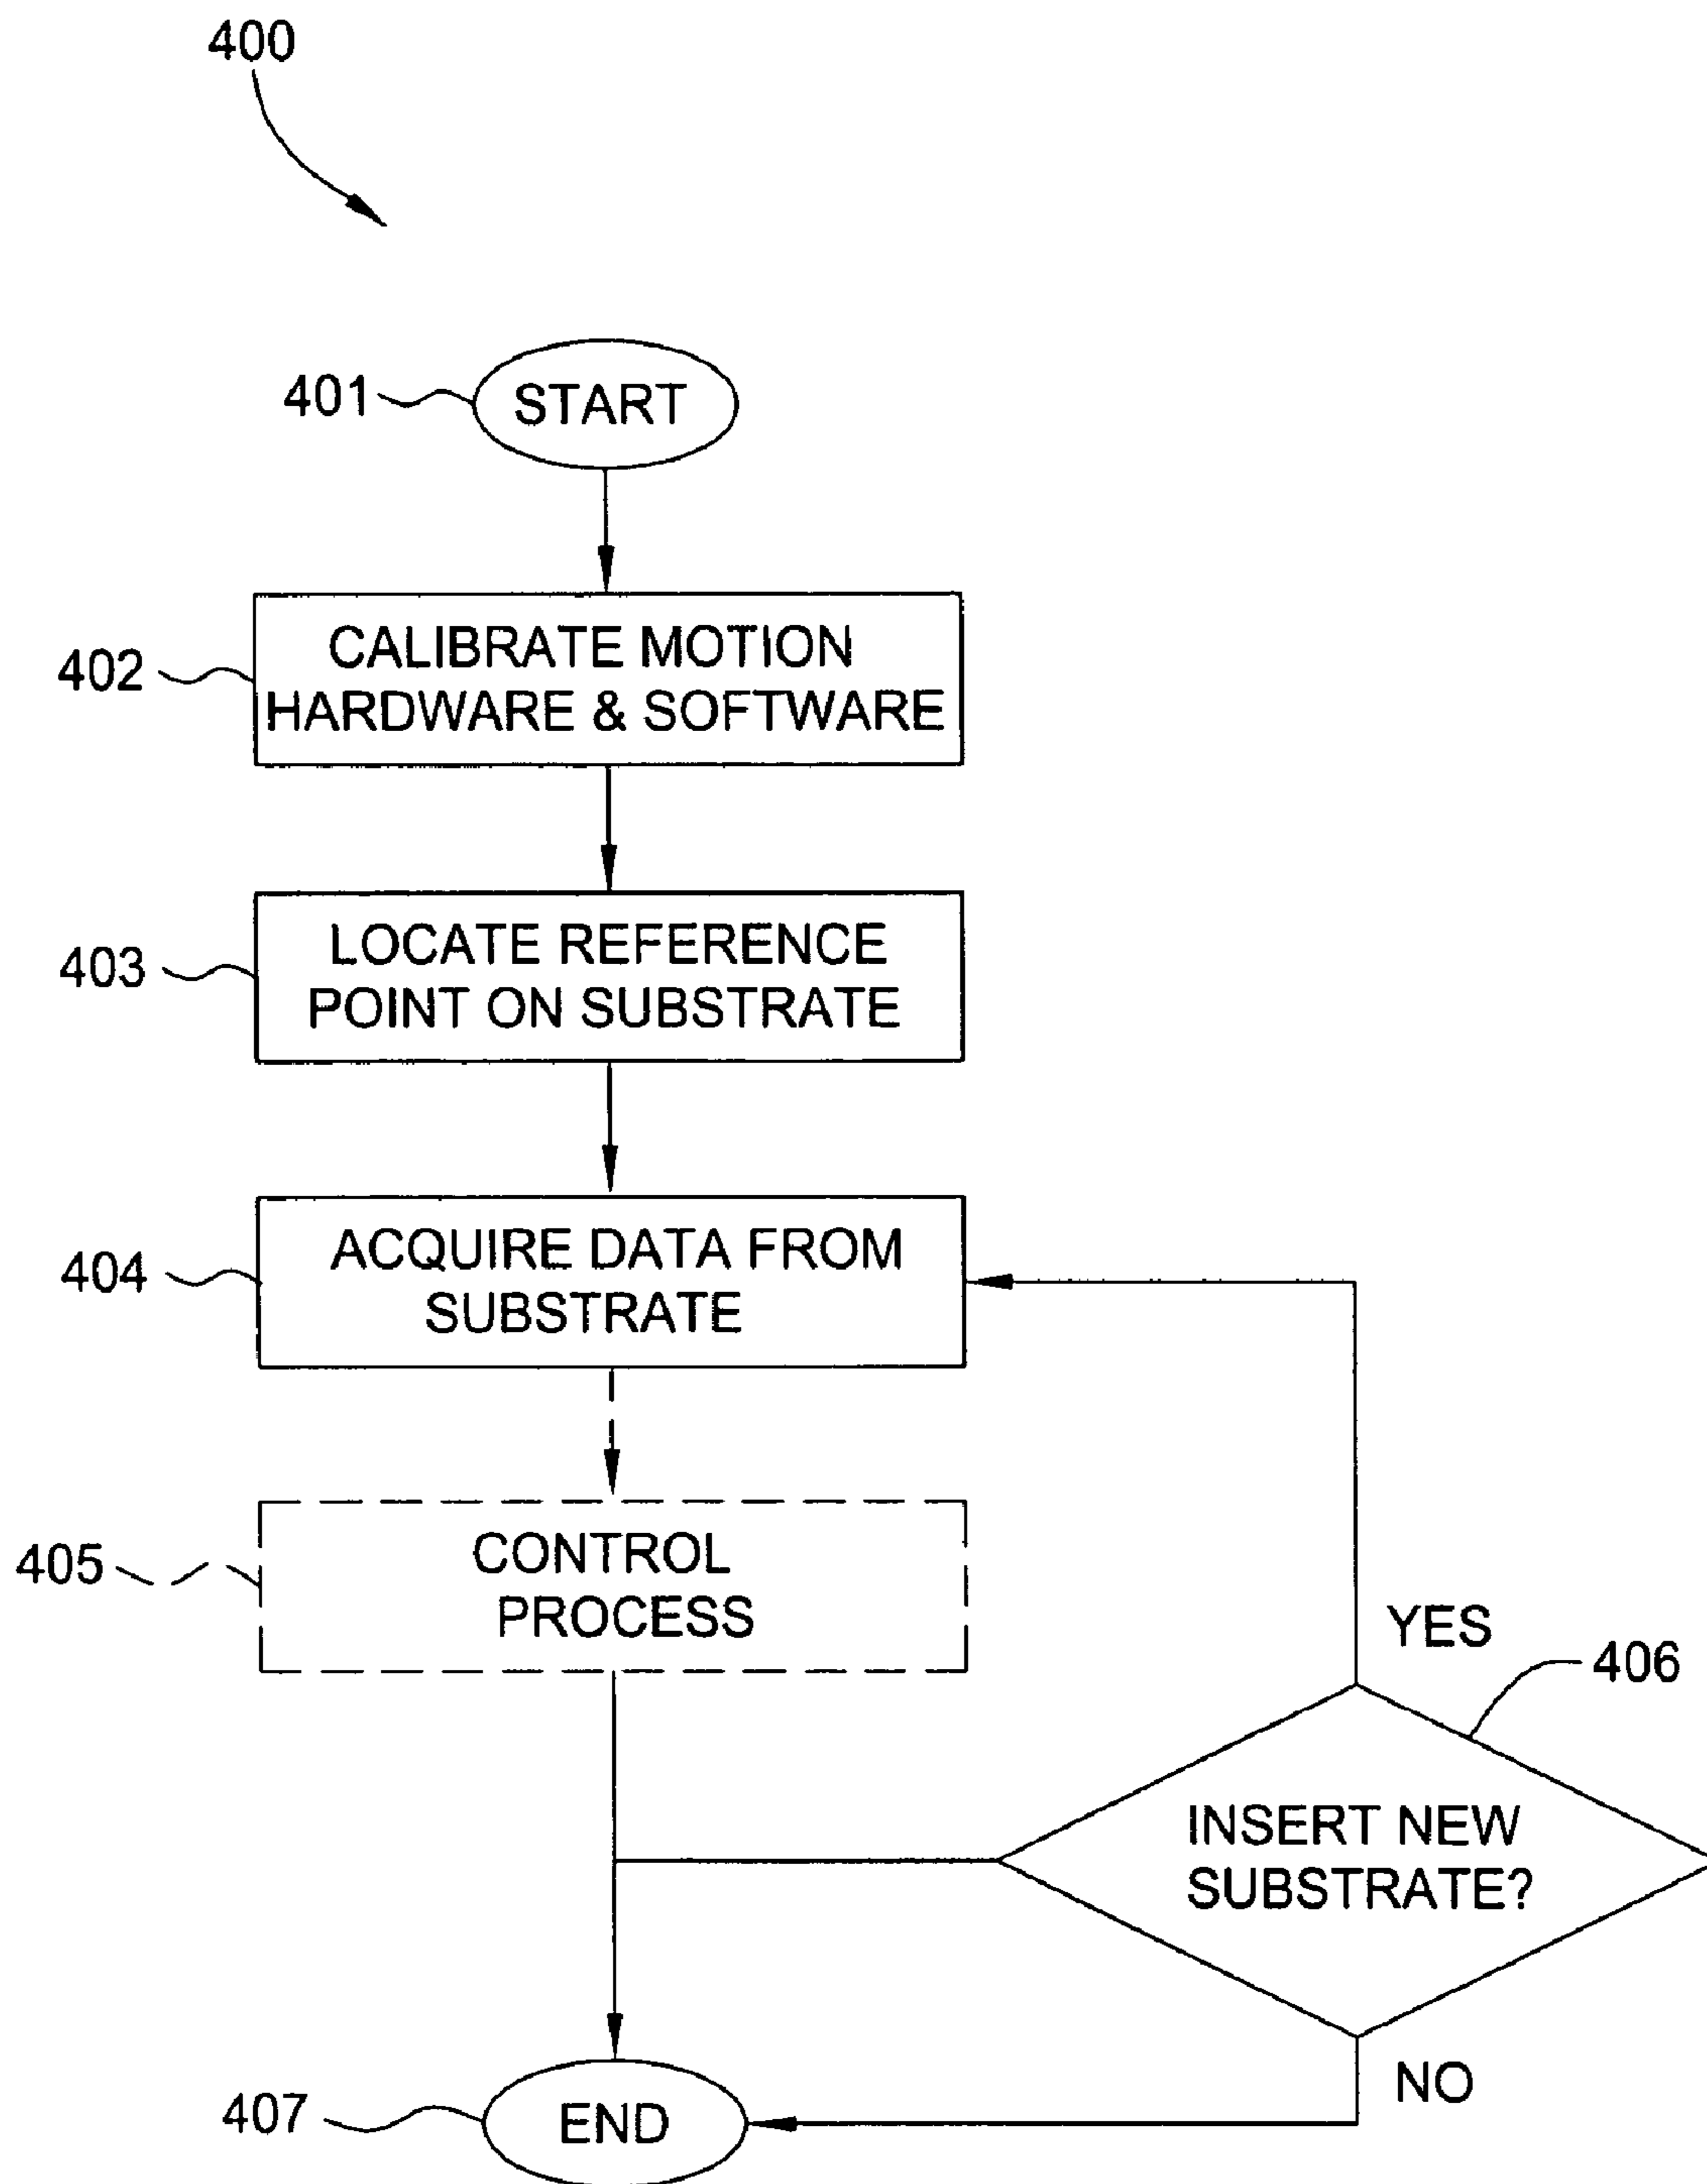 400
401
START
402
CALIBRATE MOTION
HARDWARE & SOFTWARE
403
LOCATE REFERENCE
POINT ON SUBSTRATE
404
ACQUIRE DATA FROM
SUBSTRATE
405
CONTROL
PROCESS
YES
406
INSERT NEW
SUBSTRATE?
NO
407
END